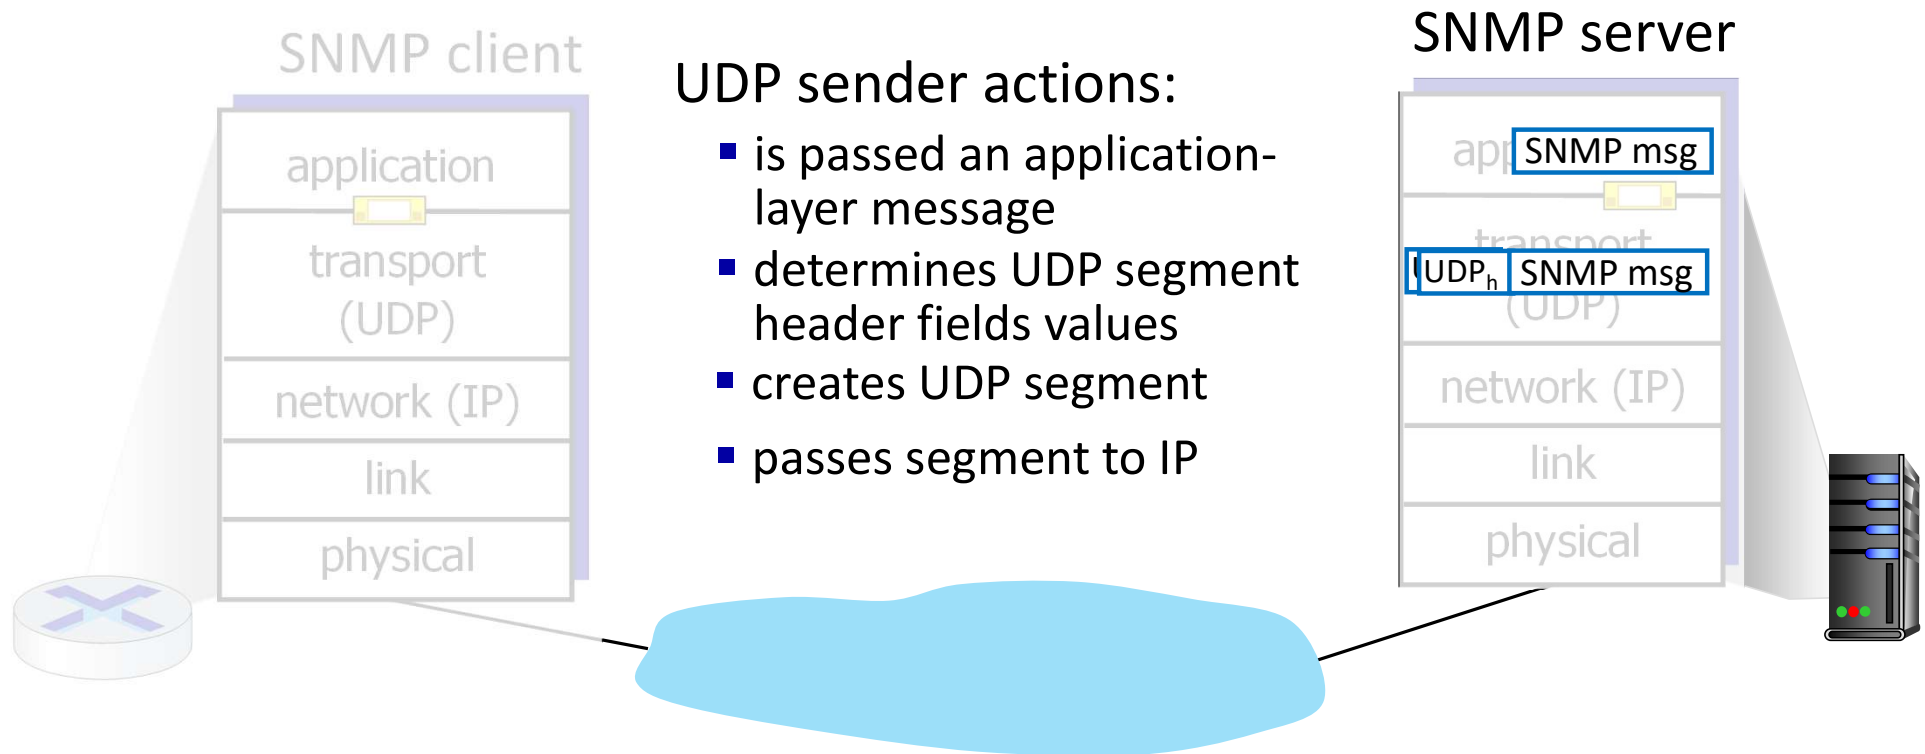 SNMP client
application
transport
(UDP)
network (IP)
link
physical
UDP sender actions:
is passed an application-
layer message
determines UDP segment
header fields values
creates UDP segment
passes segment to IP
SNMP server
SNMP msg
transport
UDPh SNMP msg
(UDP)
network (IP)
link
physical